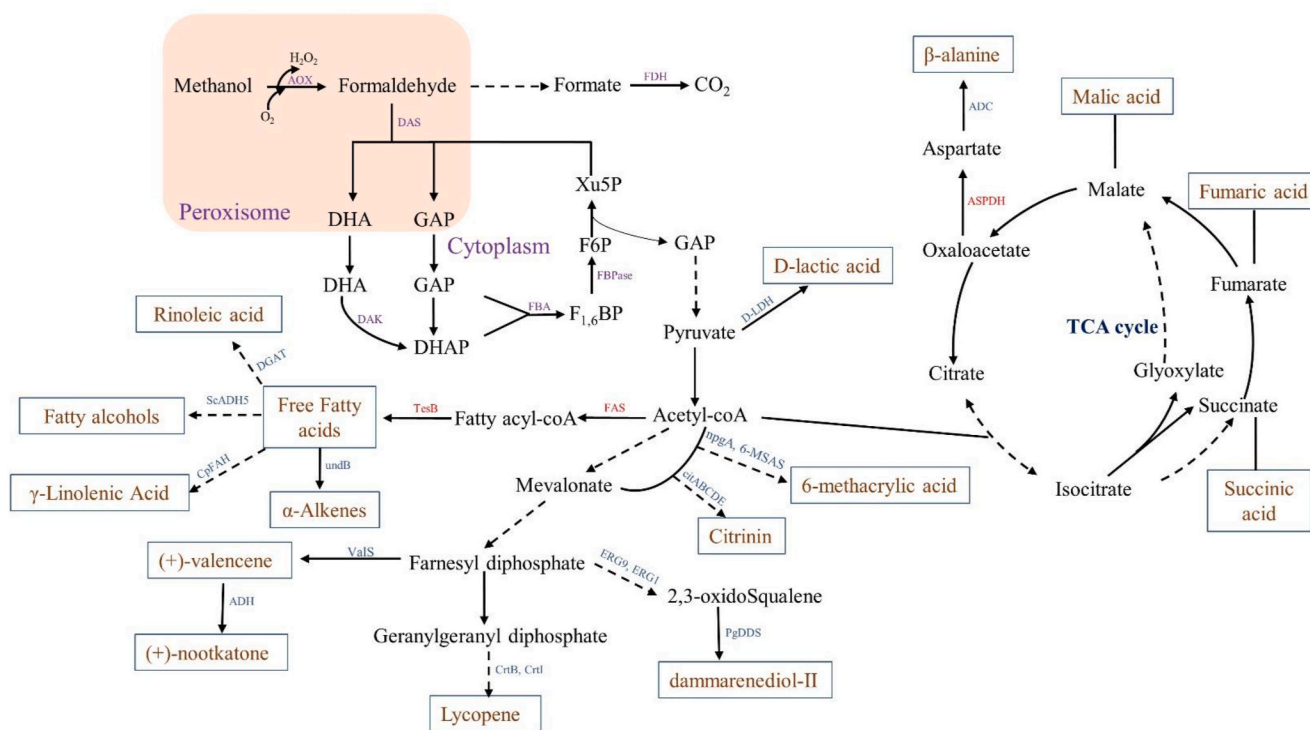 H₂O₂
Methanol
AOX
O₂
Formaldehyde
Formate
FDH
CO₂
DAS
Peroxisome
DHA
GAP
Cytoplasm
DHA
GAP
DAK
DHAP
FBA
F1,6BP
FBPase
F6P
Xu5P
GAP
Pyruvate
D-LDH
D-lactic acid
β-alanine
ADC
Aspartate
ASPDH
Oxaloacetate
Malic acid
Malate
Fumaric acid
Fumarate
TCA cycle
Glyoxylate
Citrate
Succinate
Isocitrate
Succinic
acid
Rinoleic acid
DGAT
Fatty alcohols
ScADH5
Free Fatty
acids
TesB
Fatty acyl-coA
FAS
Acetyl-coA
CpFAH
γ-Linolenic Acid
undB
α-Alkenes
Mevalonate
npgA, 6-MSAS
6-methacrylic acid
citABCDE
Citrinin
(+)-valencene
ValS
Farnesyl diphosphate
ERG9, ERG1
2,3-oxidoSqualene
ADH
(+)-nootkatone
Geranylgeranyl diphosphate
PgDDS
dammarenediol-II
CrtB, CrtI
Lycopene